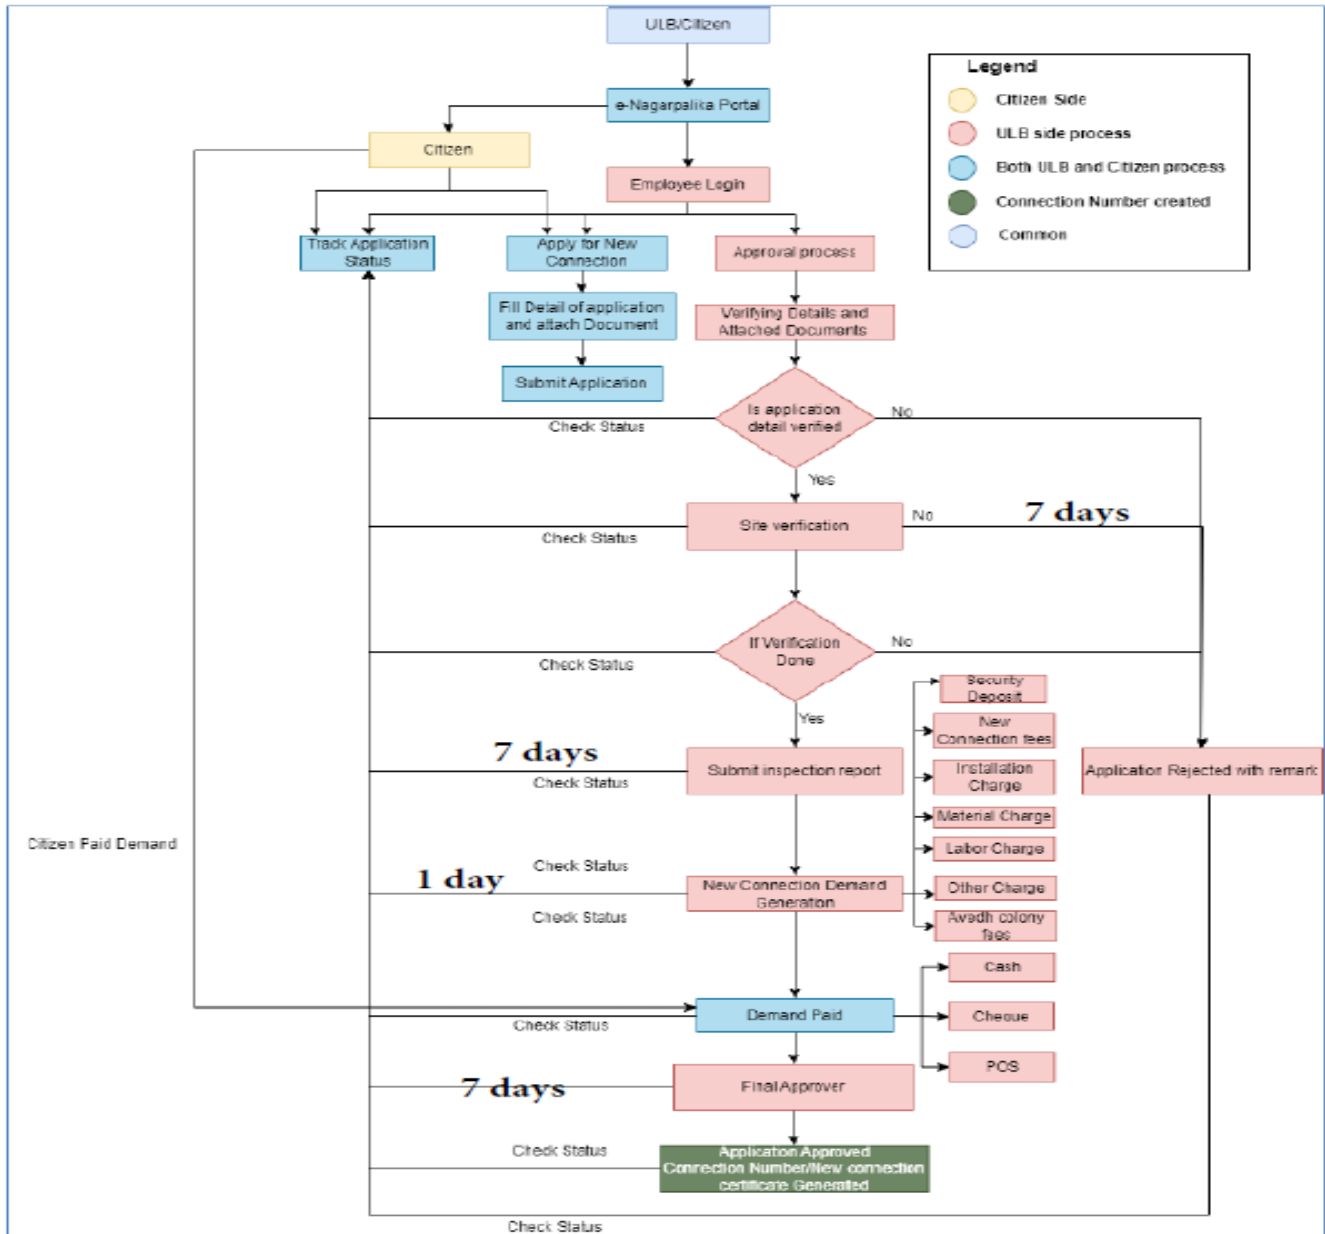 ULB/Citizen
Legend
Citizen Side
ULB side process
Both ULB and Citizen process
Connection Number created
Common
e-Nagarpalika Portal
Citizen
Employee Login
Track Application
Status
Apply for New
Connection
Approval process
Fill Detail of application
and attach Document
Verifying Details and
Attached Documents
Submit Application
Is application
detail verified
No
Check Status
Yes
Site verification
No
7 days
Check Status
If Verification
Done
No
Check Status
Yes
Security
Deposit
New
Connection fees
7 days
Submit inspection report
Installation
Charge
Application Rejected with remark
Check Status
Material Charge
Citizen Paid Demand
Labor Charge
Check Status
1 day
New Connection Demand
Generation
Other Charge
Check Status
Avedh colony
fees
Cash
Demand Paid
Cheque
Check Status
POS
7 days
Final Approver
Check Status
Application Approved
Connection Number/New connection
certificate Generated
Check Status